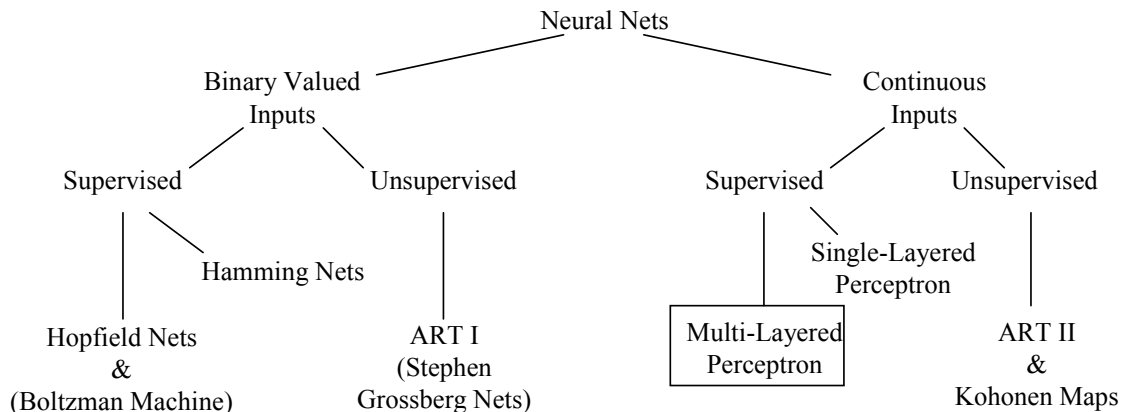 Neural Nets
Binary Valued
Inputs
Continuous
Inputs
Supervised
Unsupervised
Supervised
Unsupervised
Hamming Nets
Single-Layered
Perceptron
Hopfield Nets
&
(Boltzman Machine)
ART I
(Stephen
Grossberg Nets)
Multi-Layered
Perceptron
ART II
&
Kohonen Maps